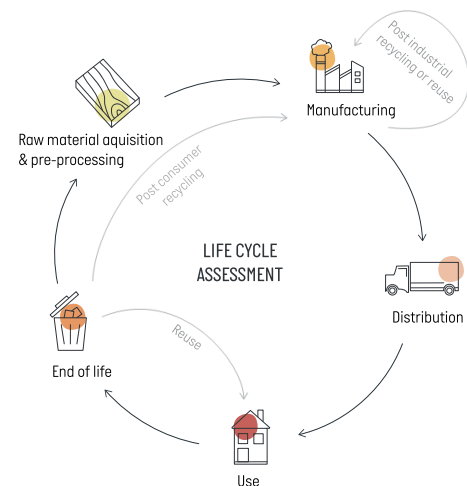 Post industrial
recycling or reuse
Manufacturing
Raw material aquisition
& pre-processing
Post consumer
recycling
LIFE CYCLE
ASSESSMENT
Distribution
Reuse
End of life
Use